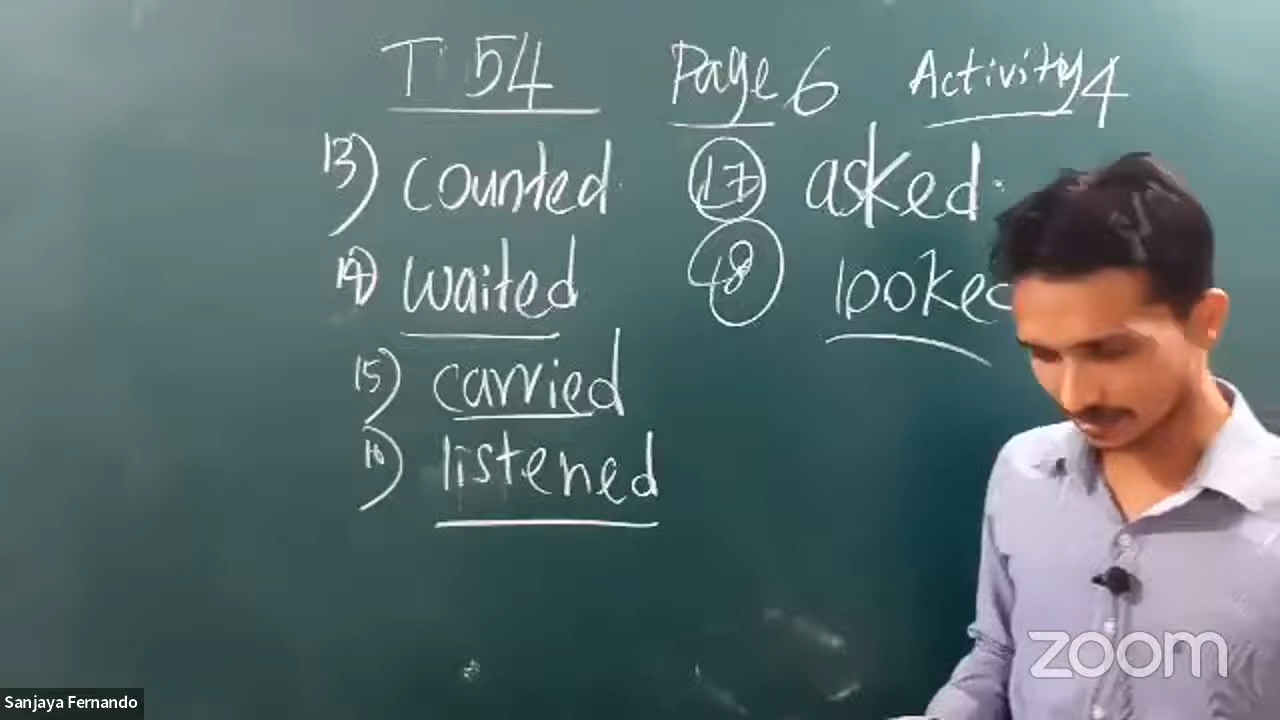 T 54 Page 6 Activity 4
13) counted
14) waited
15) carried
16) listened
17 asked
18 looked
zoom
Sanjaya Fernando